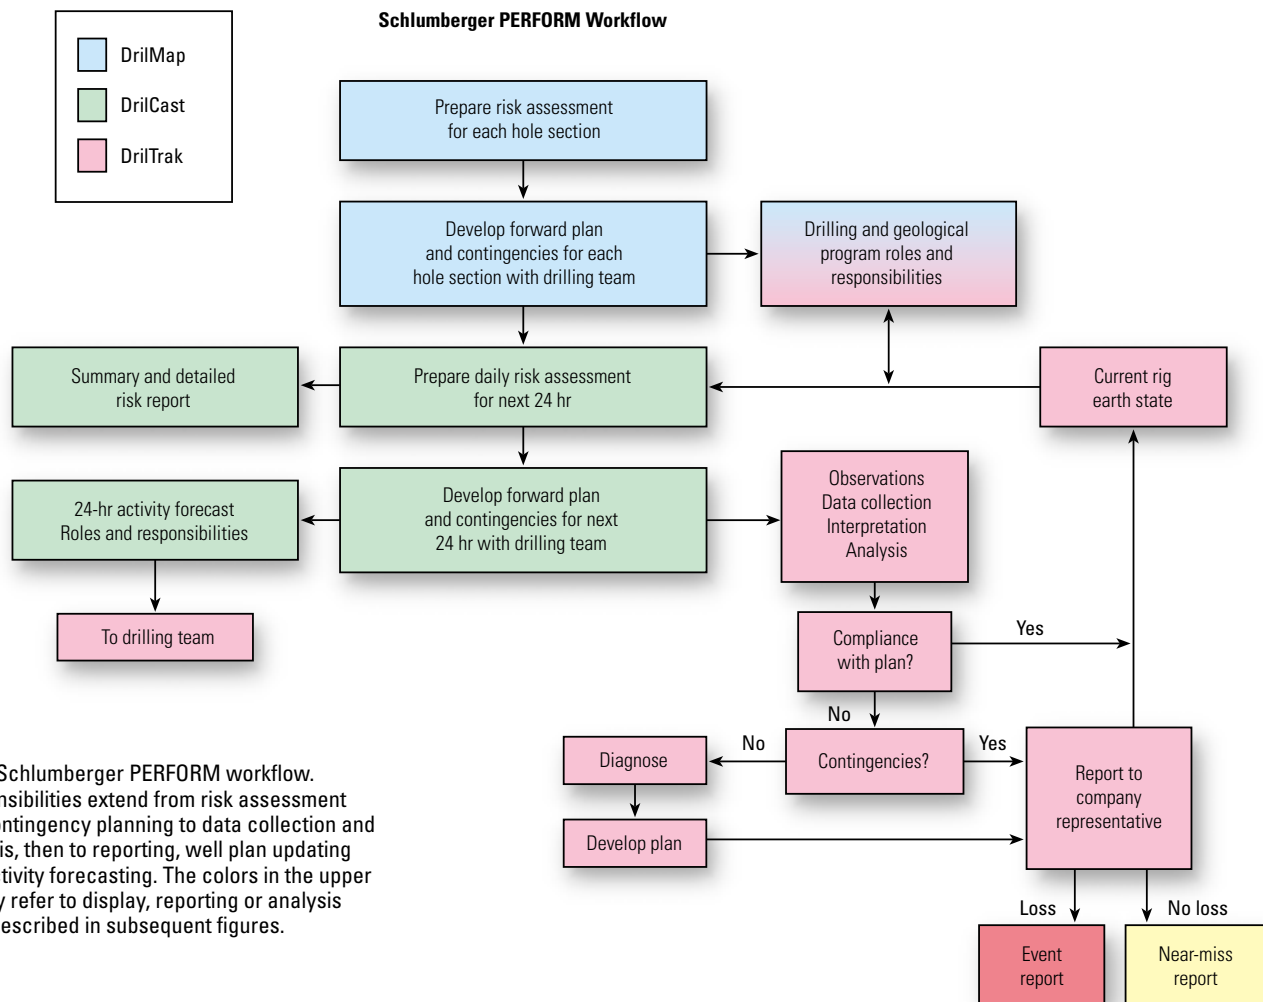 Schlumberger PERFORM Workflow
DrilMap
DrilCast
DrilTrak
Prepare risk assessment
for each hole section
Develop forward plan
and contingencies for each
hole section with drilling team
Drilling and geological
program roles and
responsibilities
Summary and detailed
risk report
Prepare daily risk assessment
for next 24 hr
Current rig
earth state
24-hr activity forecast
Roles and responsibilities
Develop forward plan
and contingencies for next
24 hr with drilling team
Observations
Data collection
Interpretation
Analysis
To drilling team
Compliance
with plan?
Yes
No
Diagnose
No
Contingencies?
Yes
Develop plan
Report to
company
representative
Loss
No loss
Event
report
Near-miss
report
Schlumberger PERFORM workflow.
nsibilities extend from risk assessment
ontingency planning to data collection and
is, then to reporting, well plan updating
ctivity forecasting. The colors in the upper
y refer to display, reporting or analysis
escribed in subsequent figures.